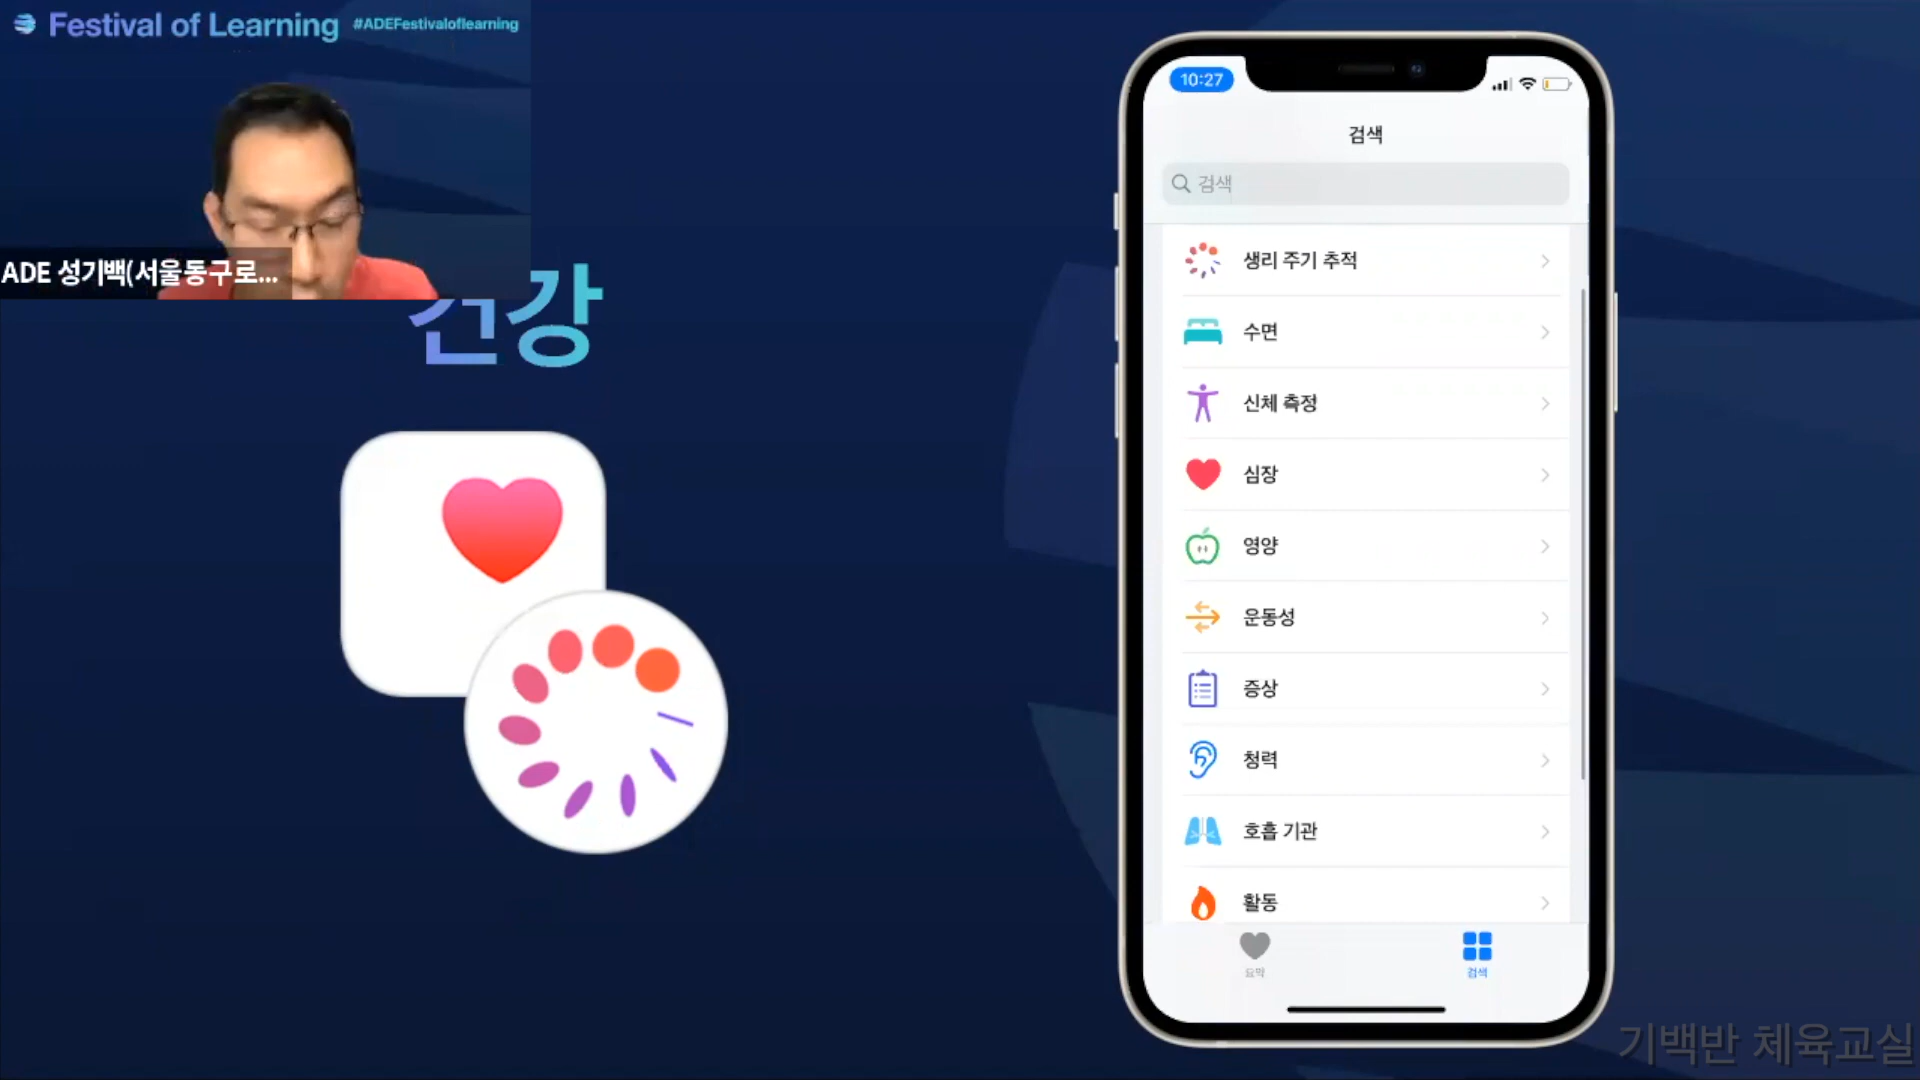 Festival of Learning #ADEFestivaloflearning
ADE 성기백(서울동구로...
건강
10:27
검색
검색
생리 주기 추적
수면
신체 측정
심장
영양
운동성
증상
청력
호흡 기관
활동
요약
검색
기백반 체육교실